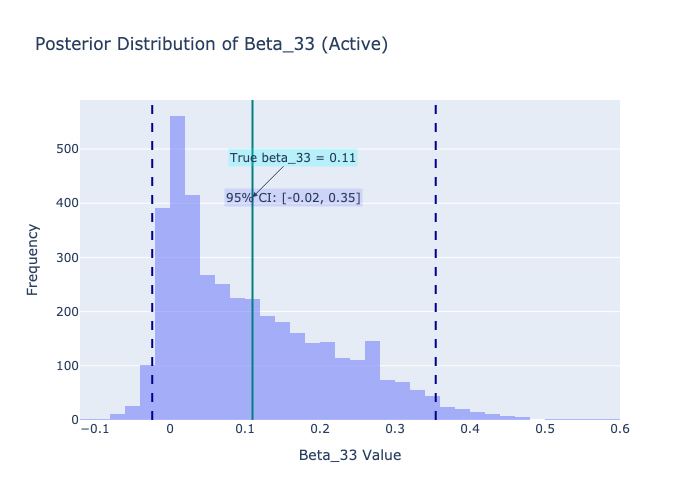 Posterior Distribution of Beta_33 (Active)
500
400
300
200
100
0
Frequency
True beta_33 = 0.11
95% CI: [-0.02, 0.35]
−0.1 0 0.1 0.2 0.3 0.4 0.5 0.6
Beta_33 Value